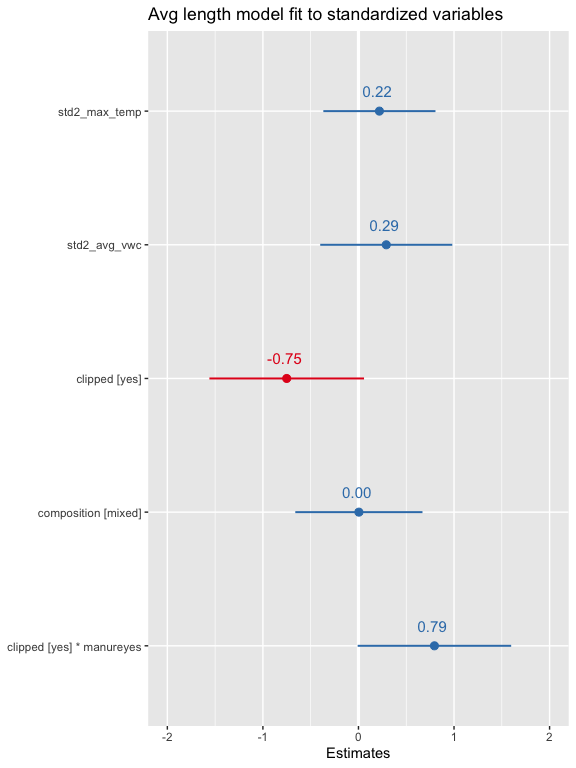 Avg length model fit to standardized variables
0.22
std2_max_temp
0.29
std2_avg_vwc
-0.75
clipped [yes]
0.00
composition [mixed]
0.79
clipped [yes] * manureyes
-2 -1 0 1 2
Estimates